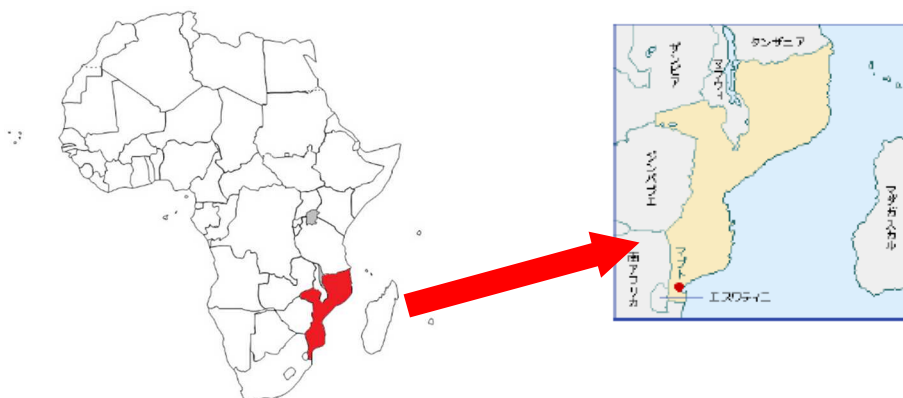 タンザニア
ザンビア
マラウィ
ジンバブエ
マダガスカル
マプト
南アフリカ
エスワティニ